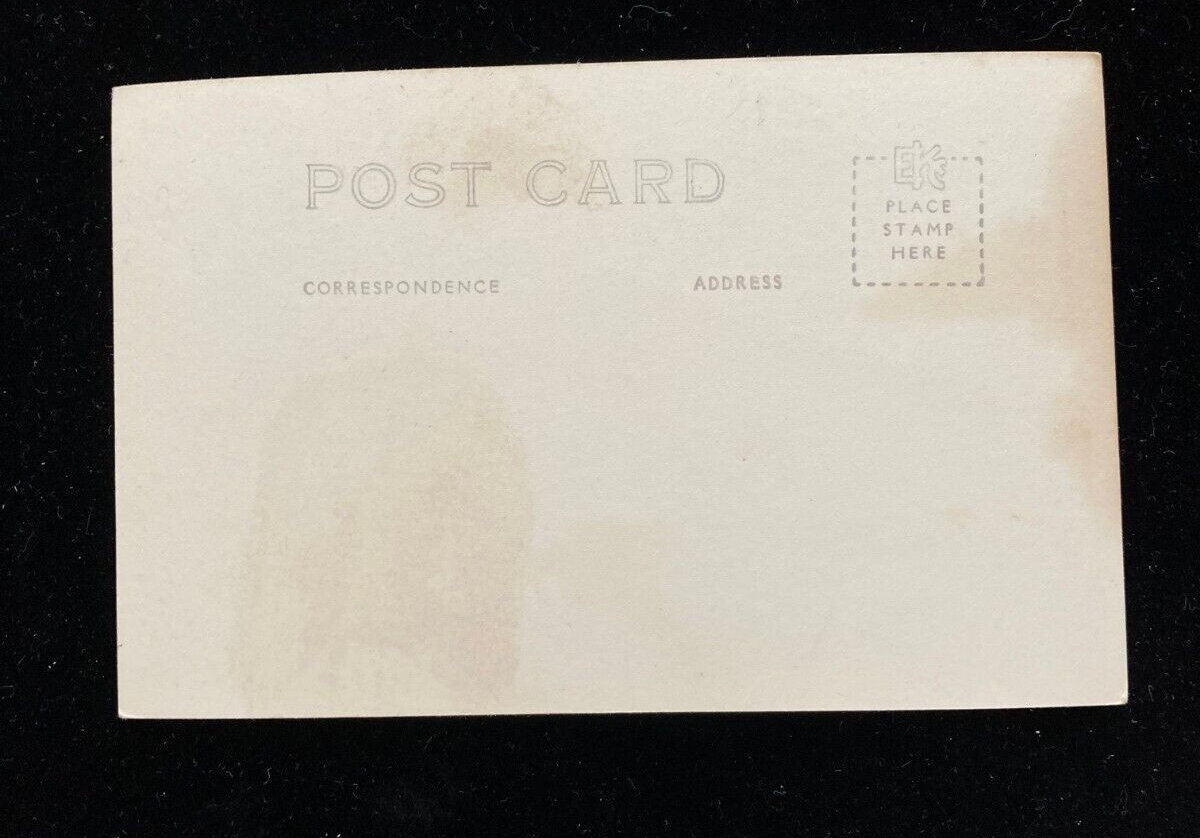 POST CARD
EKC
PLACE
STAMP
HERE
CORRESPONDENCE
ADDRESS